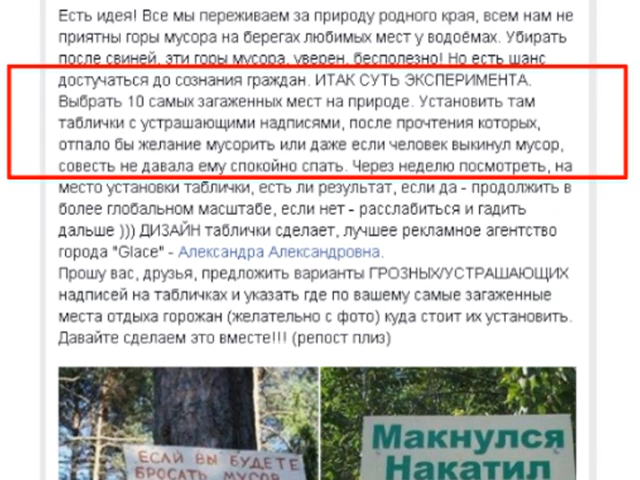 Есть идея! Все мы переживаем за природу родного края, всем нам не
приятны горы мусора на берегах любимых мест у водоёмах. Убирать
после свиней, эти горы мусора, уверен, бесполезно! Но есть шанс
достучаться до сознания граждан. ИТАК СУТЬ ЭКСПЕРИМЕНТА.
Выбрать 10 самых загаженных мест на природе. Установить там
таблички с устрашающими надписями, после прочтения которых,
отпало бы желание мусорить или даже если человек выкинул мусор,
совесть не давала ему спокойно спать. Через неделю посмотреть, на
место установки таблички, есть ли результат, если да - продолжить в
более глобальном масштабе, если нет - расслабиться и гадить
дальше ))) ДИЗАЙН таблички сделает, лучшее рекламное агентство
города "Glace" - Александра Александровна.
Прошу вас, друзья, предложить варианты ГРОЗНЫХ/УСТРАШАЮЩИХ
надписей на табличках и указать где по вашему самые загаженные
места отдыха горожан (желательно с фото) куда стоит их установить.
Давайте сделаем это вместе!!! (репост плиз)
ЕСЛИ ВЫ БУДЕТЕ
БРОСАТЬ МУСОР
Макнулся
Накатил